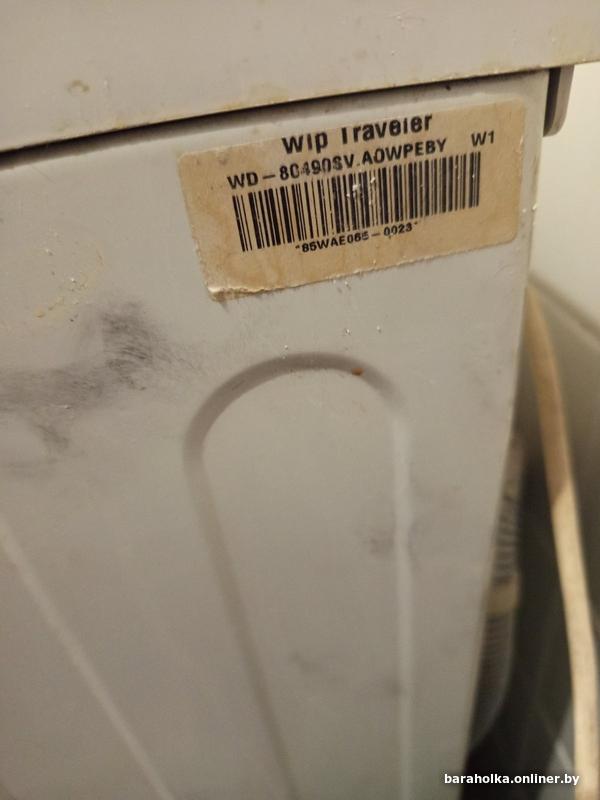 Wip Traveler
WD-80490SV.AOWPEBY W1
*85WAE065-0023*
baraholka.onliner.by